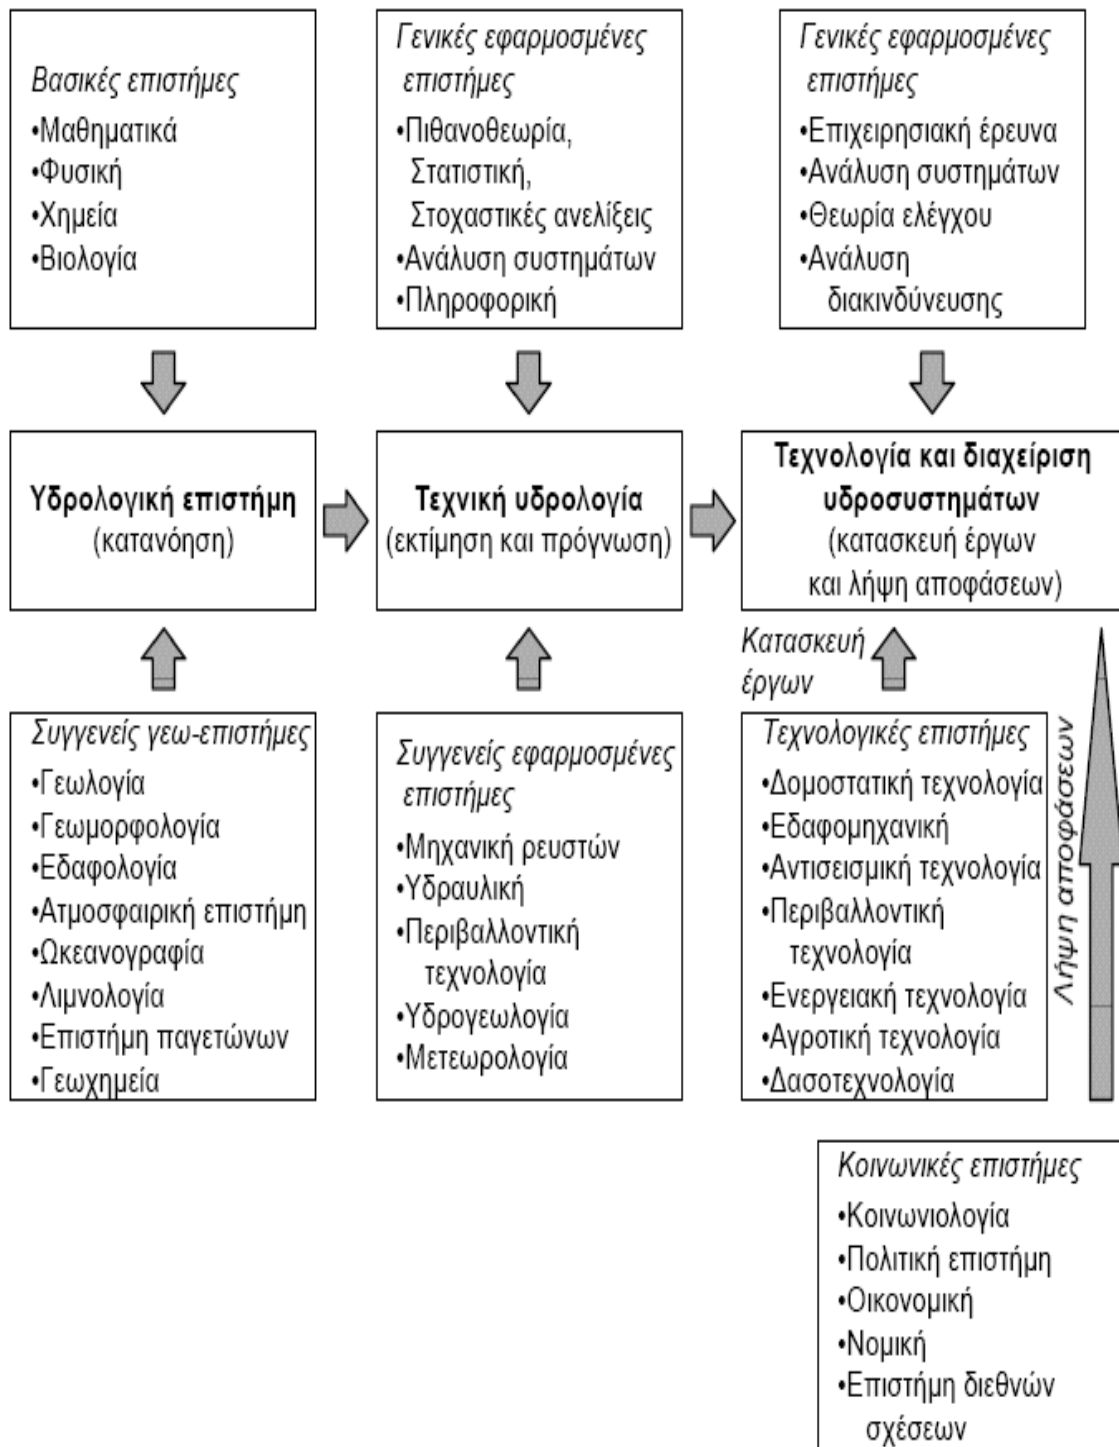 Βασικές επιστήμες
•Μαθηματικά
•Φυσική
•Χημεία
•Βιολογία
Γενικές εφαρμοσμένες
επιστήμες
•Πιθανοθεωρία,
Στατιστική,
Στοχαστικές ανελίξεις
•Ανάλυση συστημάτων
•Πληροφορική
Γενικές εφαρμοσμένες
επιστήμες
•Επιχειρησιακή έρευνα
•Ανάλυση συστημάτων
•Θεωρία ελέγχου
•Ανάλυση
διακινδύνευσης
Υδρολογική επιστήμη
(κατανόηση)
Τεχνική υδρολογία
(εκτίμηση και πρόγνωση)
Τεχνολογία και διαχείριση
υδροσυστημάτων
(κατασκευή έργων
και λήψη αποφάσεων)
Συγγενείς γεω-επιστήμες
•Γεωλογία
•Γεωμορφολογία
•Εδαφολογία
•Ατμοσφαιρική επιστήμη
•Ωκεανογραφία
•Λιμνολογία
•Επιστήμη παγετώνων
•Γεωχημεία
Συγγενείς εφαρμοσμένες
επιστήμες
•Μηχανική ρευστών
•Υδραυλική
•Περιβαλλοντική
τεχνολογία
•Υδρογεωλογία
•Μετεωρολογία
Κατασκευή
έργων
Τεχνολογικές επιστήμες
•Δομοστατική τεχνολογία
•Εδαφομηχανική
•Αντισεισμική τεχνολογία
•Περιβαλλοντική
τεχνολογία
•Ενεργειακή τεχνολογία
•Αγροτική τεχνολογία
•Δασοτεχνολογία
Λήψη αποφάσεων
Κοινωνικές επιστήμες
•Κοινωνιολογία
•Πολιτική επιστήμη
•Οικονομική
•Νομική
•Επιστήμη διεθνών
σχέσεων